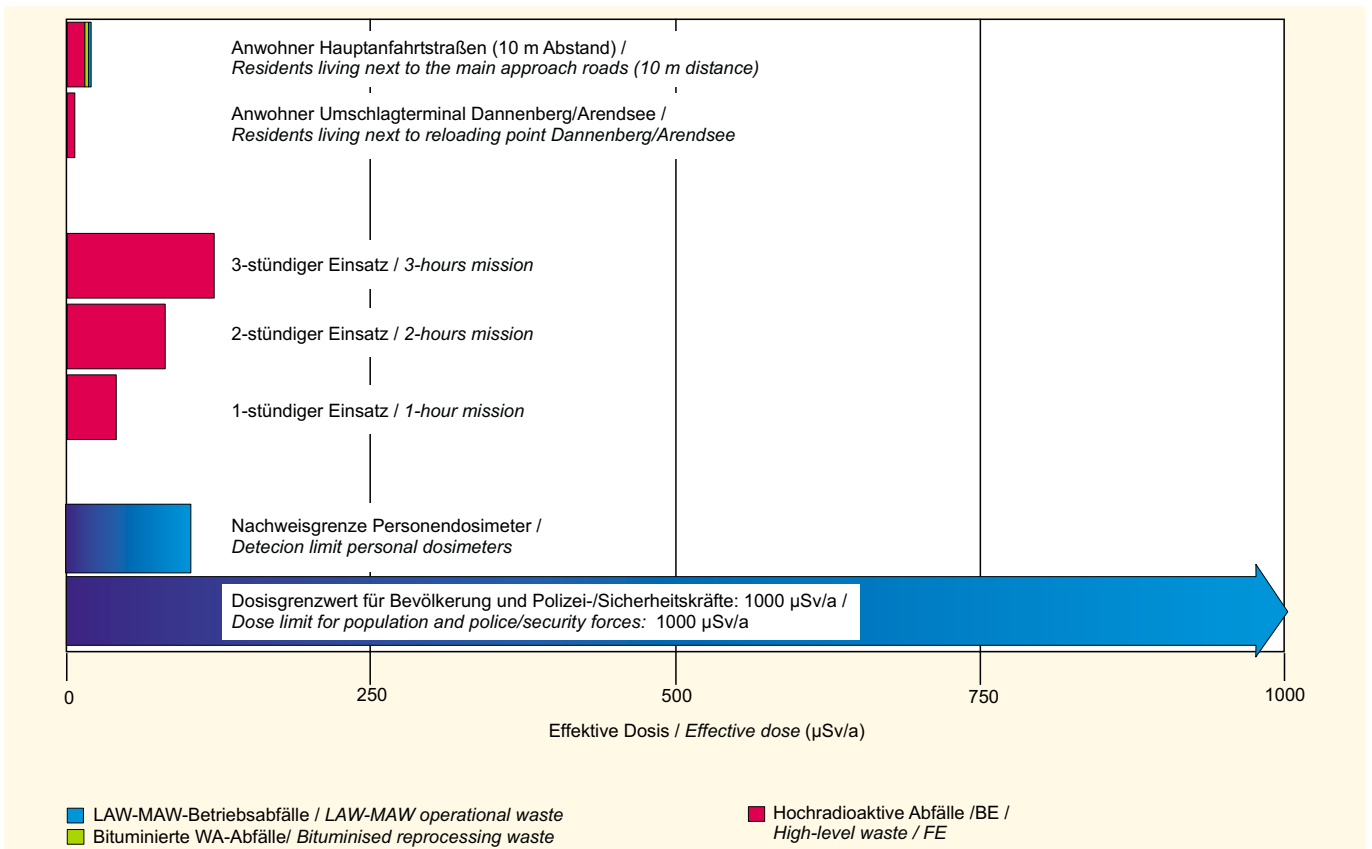 Anwohner Hauptanfahrtstraßen (10 m Abstand) /
Residents living next to the main approach roads (10 m distance)
Anwohner Umschlagterminal Dannenberg/Arendsee /
Residents living next to reloading point Dannenberg/Arendsee
3-stündiger Einsatz / 3-hours mission
2-stündiger Einsatz / 2-hours mission
1-stündiger Einsatz / 1-hour mission
Nachweisgrenze Personendosimeter /
Detecion limit personal dosimeters
Dosisgrenzwert für Bevölkerung und Polizei-/Sicherheitskräfte: 1000 µSv/a /
Dose limit for population and police/security forces: 1000 µSv/a
0 250 500 750 1000
Effektive Dosis / Effective dose (µSv/a)
LAW-MAW-Betriebsabfälle / LAW-MAW operational waste
Bituminierte WA-Abfälle/ Bituminised reprocessing waste
Hochradioaktive Abfälle /BE /
High-level waste / FE